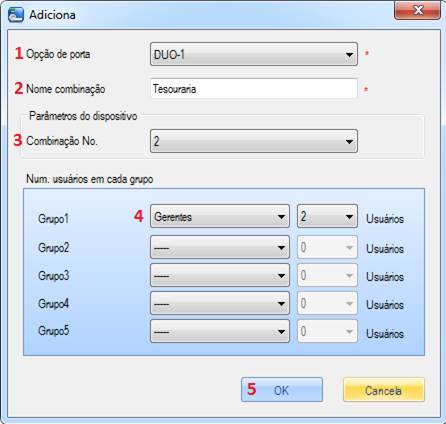 Adiciona
1 Opção de porta DUO-1 *
2 Nome combinação Tesouraria *
Parâmetros do dispositivo
3 Combinação No. 2
Num. usuários em cada grupo
Grupo1 4 Gerentes 2 Usuários
Grupo2 ----- 0 Usuários
Grupo3 ----- 0 Usuários
Grupo4 ----- 0 Usuários
Grupo5 ----- 0 Usuários
5 OK Cancela